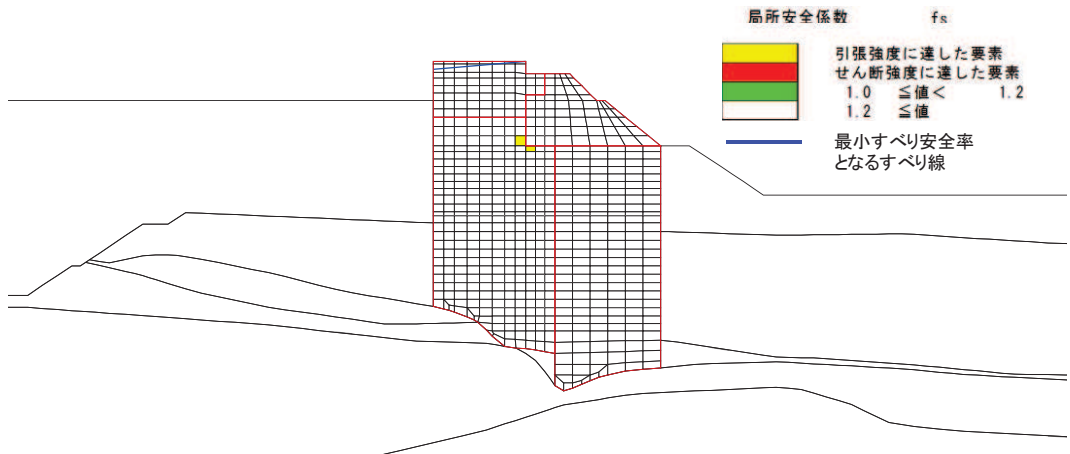 局所安全係数 fs
引張強度に達した要素
せん断強度に達した要素
1.0 ≦値< 1.2
1.2 ≦値
最小すべり安全率
となるすべり線